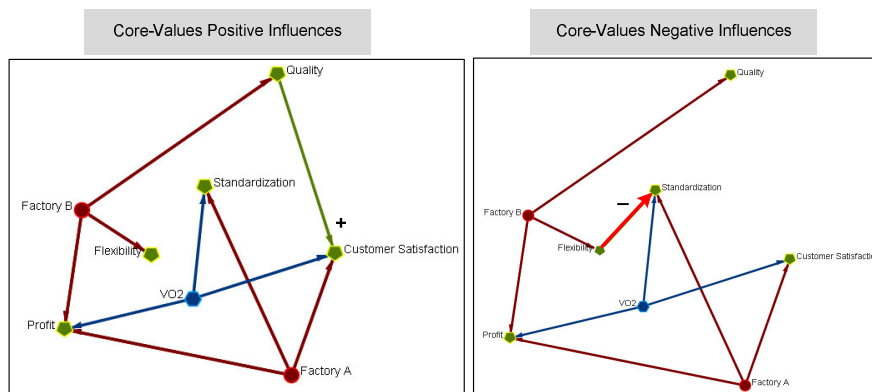 Core-Values Positive Influences
Quality
Standardization
Factory B
+
Flexibility
Customer Satisfaction
VO2
Profit
Factory A
Core–Values Negative Influences
Quality
–
Standardization
Factory B
Flexibility
Customer Satisfaction
VO2
Profit
Factory A